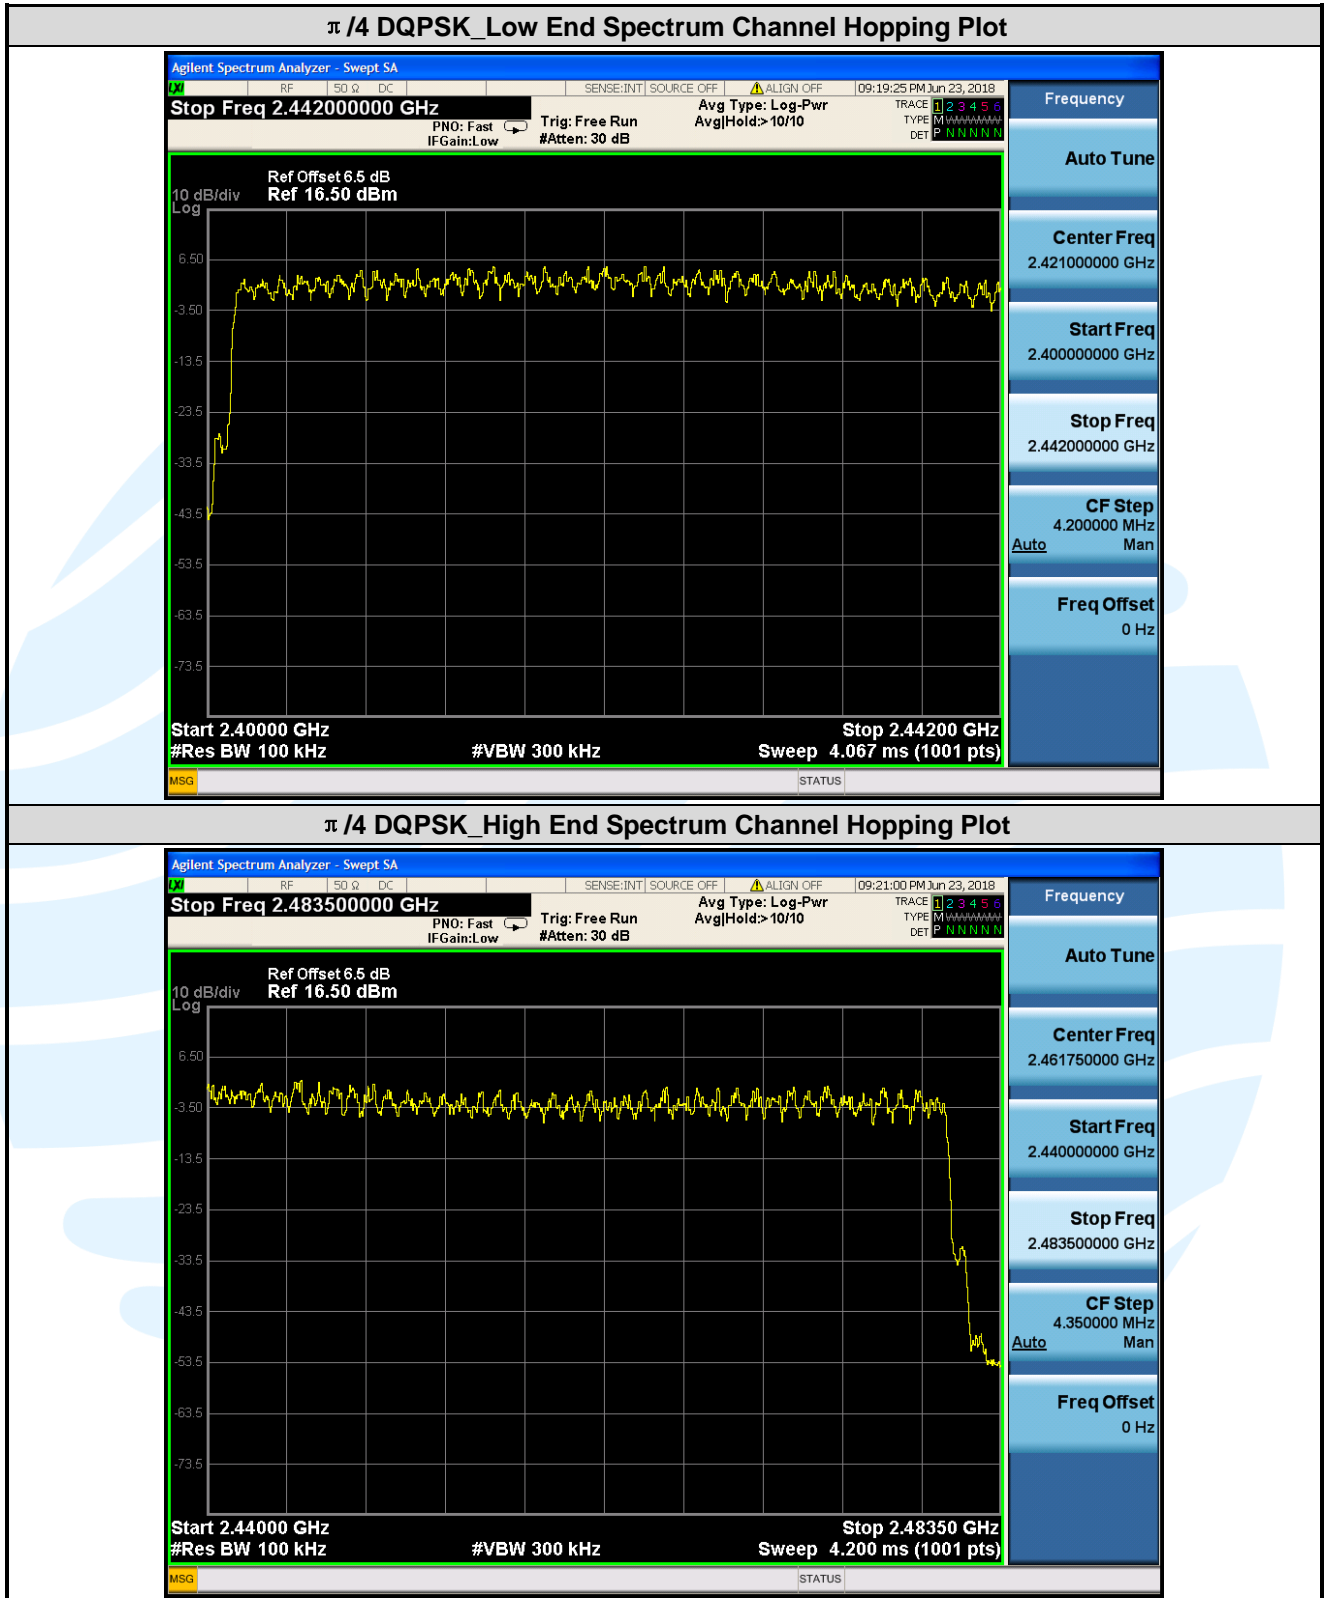 π/4 DQPSK_Low End Spectrum Channel Hopping Plot
Agilent Spectrum Analyzer - Swept SA
LXI RF 50 Ω DC SENSE:INT SOURCE OFF ALIGN OFF 09:19:25 PM Jun 23, 2018
Stop Freq 2.442000000 GHz
PNO: Fast
IFGain:Low
Trig: Free Run
#Atten: 30 dB
Avg Type: Log-Pwr
Avg|Hold:> 10/10
TRACE 1 2 3 4 5 6
TYPE M WWWWW
DET P N N N N N
Frequency
Auto Tune
Center Freq
2.421000000 GHz
Start Freq
2.400000000 GHz
Stop Freq
2.442000000 GHz
CF Step
4.200000 MHz
Auto Man
Freq Offset
0 Hz
Ref Offset 6.5 dB
10 dB/div Ref 16.50 dBm
Log
6.50
-3.50
-13.5
-23.5
-33.5
-43.5
-53.5
-63.5
-73.5
Start 2.40000 GHz Stop 2.44200 GHz
#Res BW 100 kHz #VBW 300 kHz Sweep 4.067 ms (1001 pts)
MSG STATUS
π/4 DQPSK_High End Spectrum Channel Hopping Plot
Agilent Spectrum Analyzer - Swept SA
LXI RF 50 Ω DC SENSE:INT SOURCE OFF ALIGN OFF 09:21:00 PM Jun 23, 2018
Stop Freq 2.483500000 GHz
PNO: Fast
IFGain:Low
Trig: Free Run
#Atten: 30 dB
Avg Type: Log-Pwr
Avg|Hold:> 10/10
TRACE 1 2 3 4 5 6
TYPE M WWWWW
DET P N N N N N
Frequency
Auto Tune
Center Freq
2.461750000 GHz
Start Freq
2.440000000 GHz
Stop Freq
2.483500000 GHz
CF Step
4.350000 MHz
Auto Man
Freq Offset
0 Hz
Ref Offset 6.5 dB
10 dB/div Ref 16.50 dBm
Log
6.50
-3.50
-13.5
-23.5
-33.5
-43.5
-53.5
-63.5
-73.5
Start 2.44000 GHz Stop 2.48350 GHz
#Res BW 100 kHz #VBW 300 kHz Sweep 4.200 ms (1001 pts)
MSG STATUS